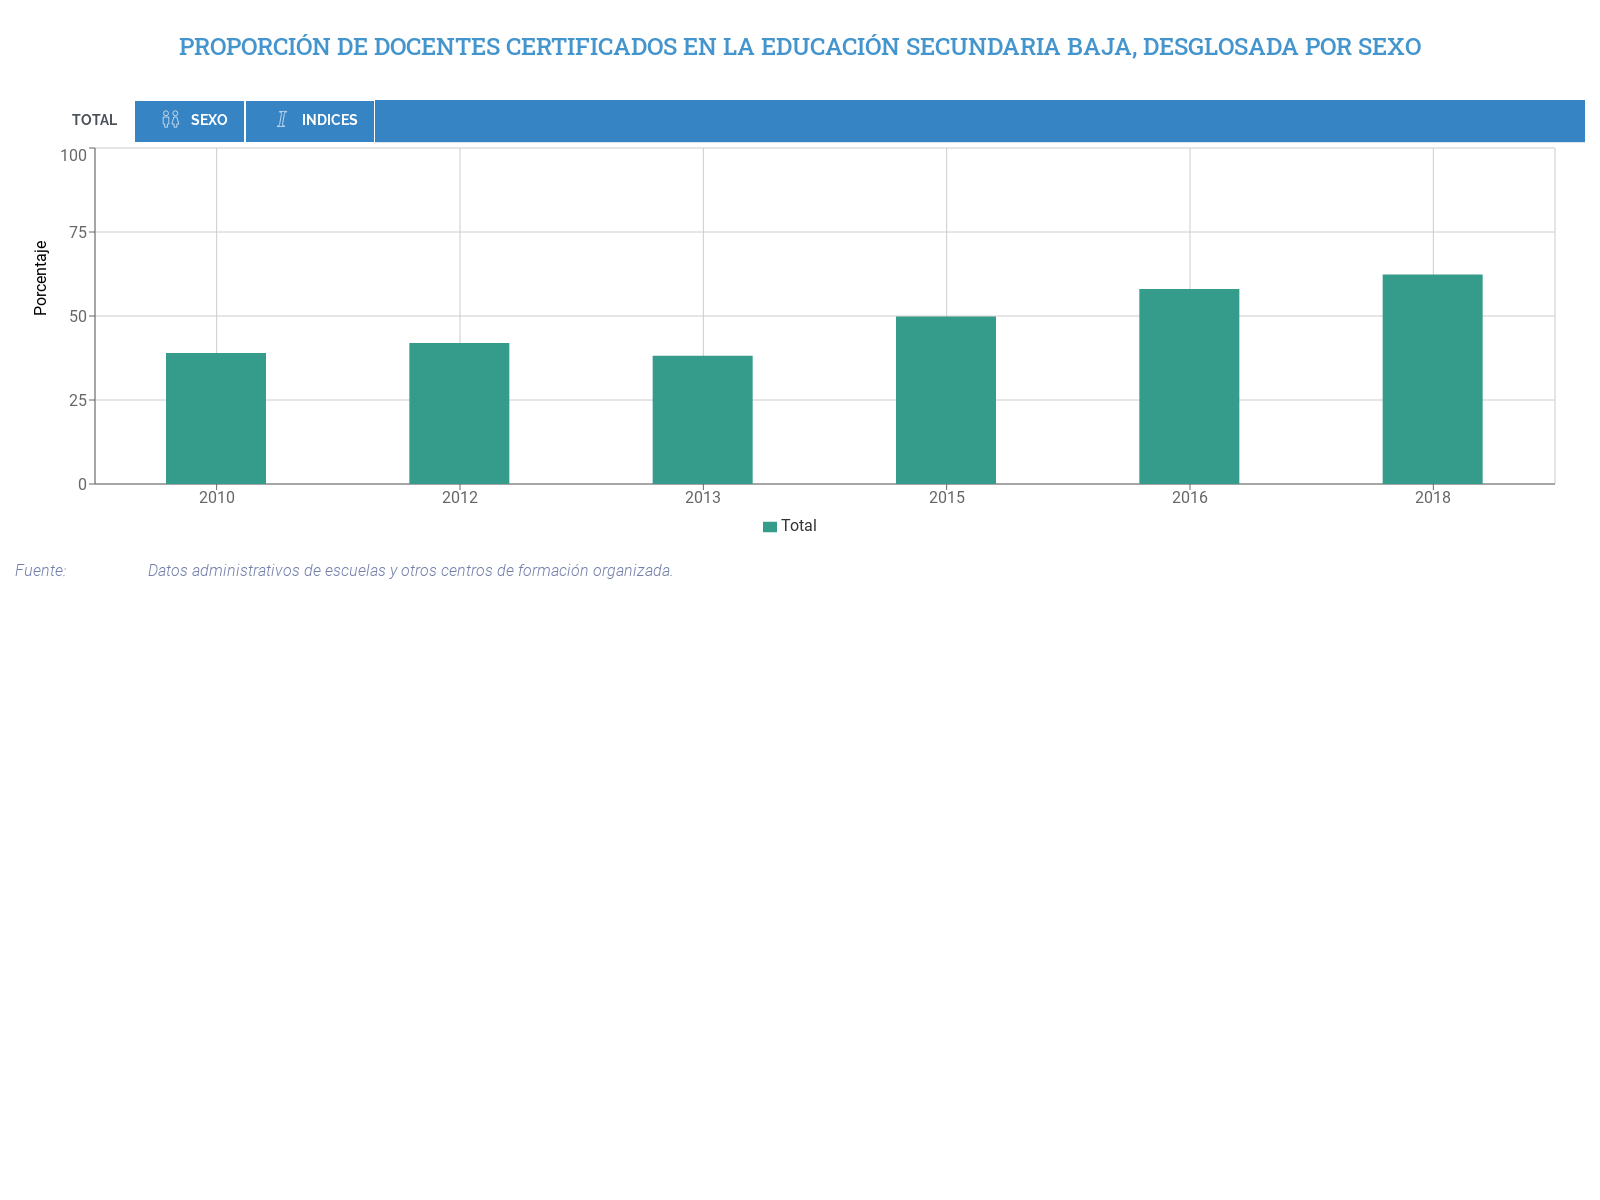 PROPORCIÓN DE DOCENTES CERTIFICADOS EN LA EDUCACIÓN SECUNDARIA BAJA, DESGLOSADA POR SEXO
TOTAL SEXO INDICES
Porcentaje
100
75
50
25
0
2010 2012 2013 2015 2016 2018
Total
Fuente: Datos administrativos de escuelas y otros centros de formación organizada.